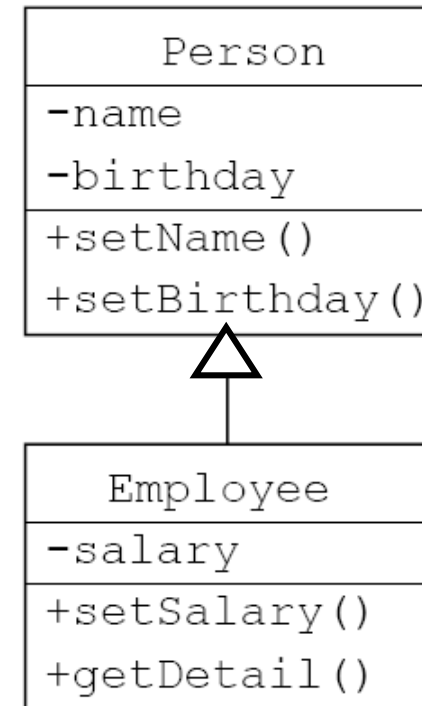 Person
-name
-birthday
+setName()
+setBirthday()
Employee
-salary
+setSalary()
+getDetail()